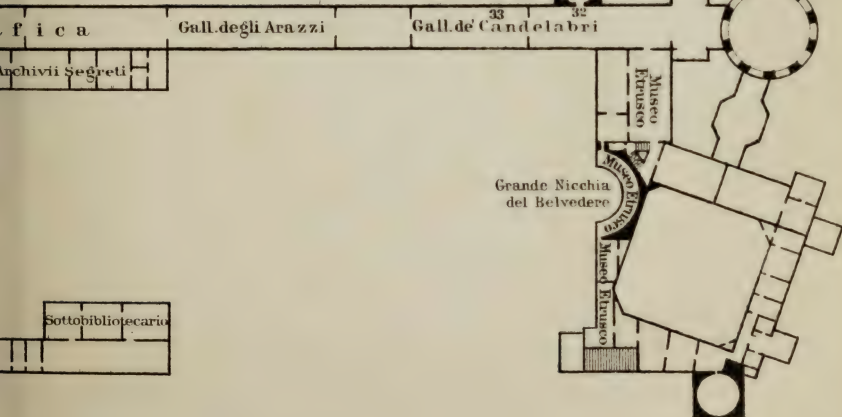 33 32
fica Gall. degli Arazzi Gall. de' Candelabri
Archivii Segreti
Museo
Etrusco
Museo Etrusco
Grande Nicchia
del Belvedere
Museo Etrusco
Sottobibliotecario